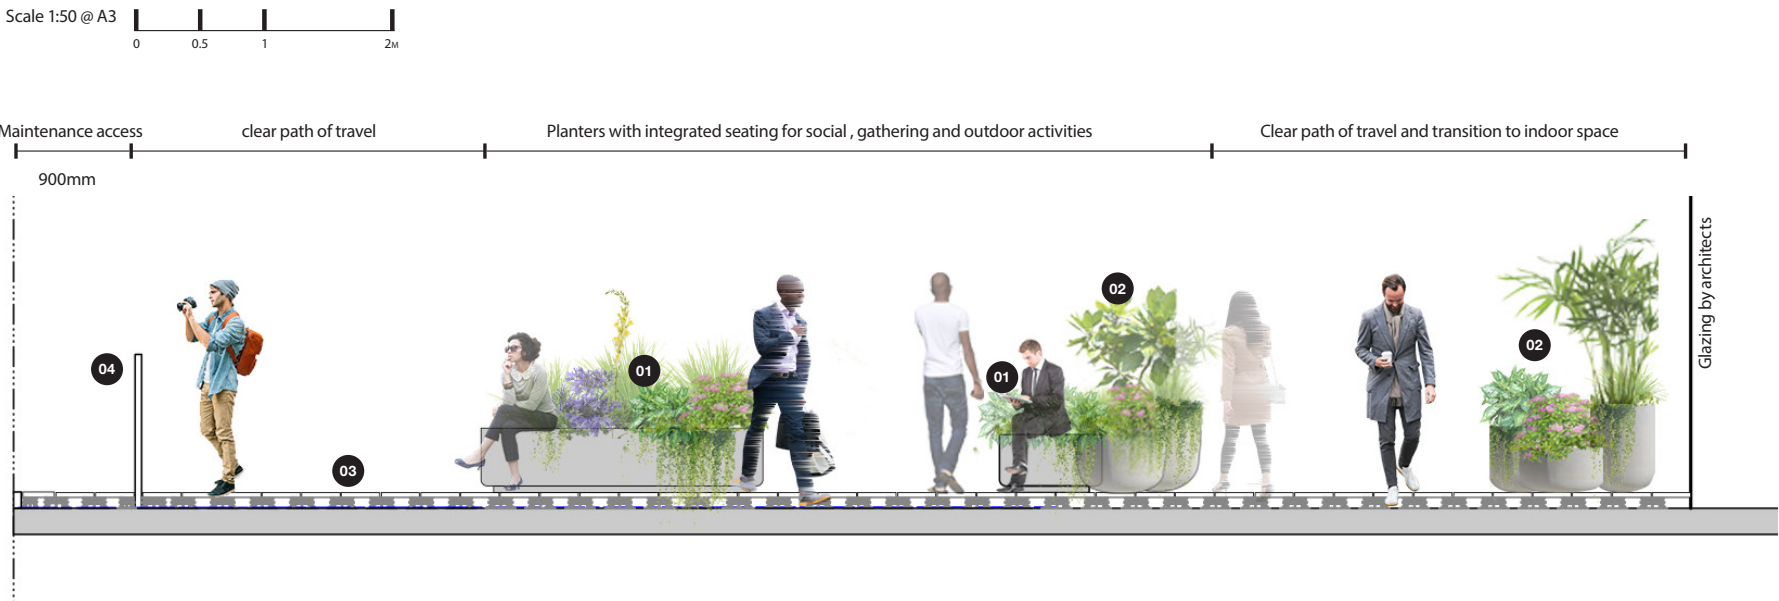 Scale 1:50 @ A3
0 0.5 1 2M
Maintenance access clear path of travel Planters with integrated seating for social , gathering and outdoor activities Clear path of travel and transition to indoor space
900mm
Glazing by architects
02
02
04
01
01
03